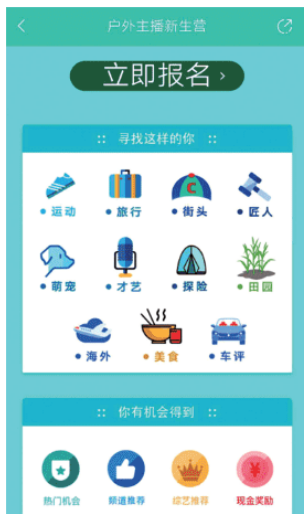 户外主播新生营
立即报名 ›
:: 寻找这样的你 ::
• 运动 • 旅行 • 街头 • 匠人
• 萌宠 • 才艺 • 探险 • 田园
• 海外 • 美食 • 车评
:: 你有机会得到 ::
热门机会 频道推荐 综艺推荐 现金奖励